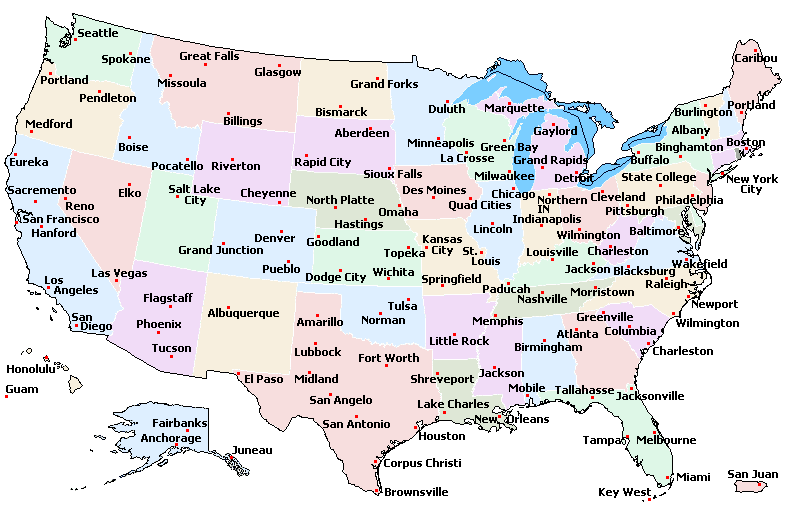 Seattle
Spokane
Portland
Pendleton
Medford
Great Falls
Missoula
Glasgow
Billings
Grand Forks
Bismarck
Duluth
Marquette
Caribou
Burlington
Portland
Albany
Boston
Binghamton
Buffalo
New York
City
Gaylord
Green Bay
Grand Rapids
Detroit
Minneapolis
La Crosse
Milwaukee
Aberdeen
Rapid City
Sioux Falls
Boise
Pocatello
Riverton
Eureka
Sacramento
Reno
Elko
San Francisco
Hanford
Salt Lake
City
Cheyenne
North Platte
Hastings
Omaha
Des Moines
Quad Cities
Chicago
Northern
IN
Cleveland
State College
Philadelphia
Pittsburgh
Lincoln
Indianapolis
Wilmington
Baltimore
Denver
Grand Junction
Pueblo
Goodland
Topeka
Kansas
City
St.
Louis
Louisville
Charleston
Jackson
Blacksburg
Wakefield
Raleigh
Los
Angeles
Las Vegas
Dodge City
Wichita
Springfield
Paducah
Nashville
Morristown
Newport
Wilmington
San
Diego
Flagstaff
Phoenix
Tucson
Albuquerque
Amarillo
Tulsa
Norman
Memphis
Little Rock
Greenville
Columbia
Atlanta
Birmingham
Charleston
Lubbock
Fort Worth
El Paso
Midland
Shreveport
Jackson
Mobile
Tallahasse
Jacksonville
San Angelo
San Antonio
Lake Charles
New Orleans
Houston
Corpus Christi
Brownsville
Tampa
Melbourne
Miami
Key West
San Juan
Honolulu
Guam
Fairbanks
Anchorage
Juneau